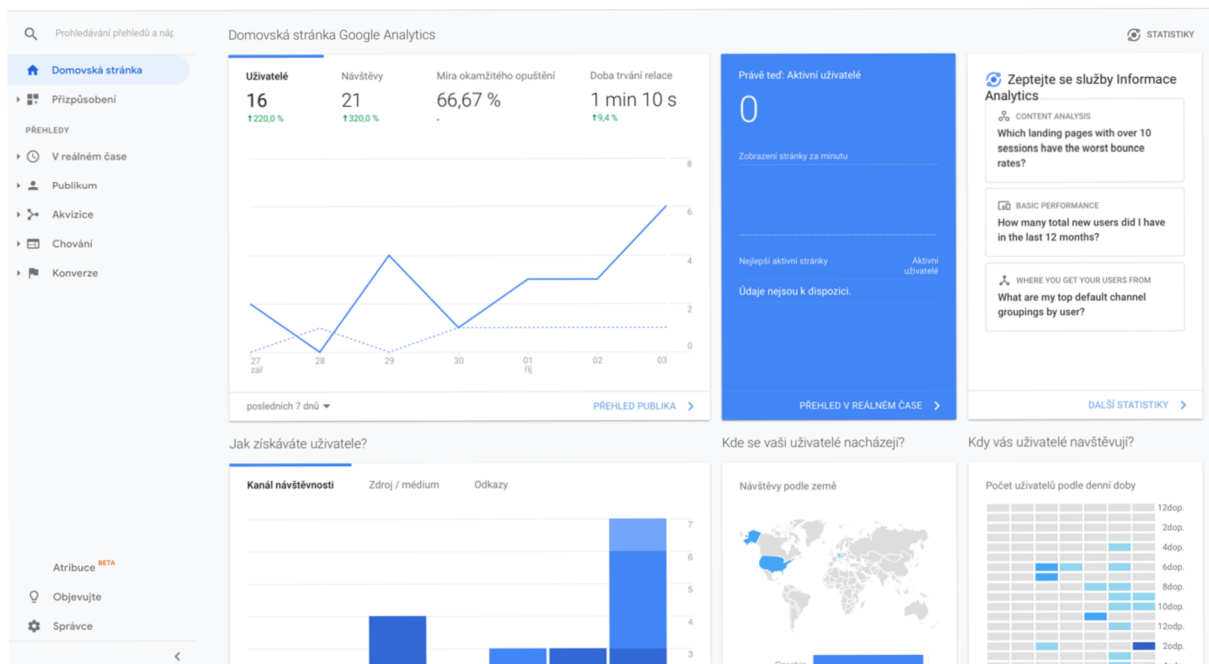 Prohledávání přehledů a náp
Domovská stránka Google Analytics
STATISTIKY
Domovská stránka
Přizpůsobení
PŘEHLEDY
V reálném čase
Publikum
Akvizice
Chování
Konverze
Atribuce BETA
Objevujte
Správce
Uživatelé
16
220,0 %
Návštěvy
21
320,0 %
Míra okamžitého opuštění
66,67 %
-
Doba trvání relace
1 min 10 s
9,4 %
8
6
4
2
0
27 28 29 30 01 02 03
zář říj
posledních 7 dnů
PŘEHLED PUBLIKA
Právě teď: Aktivní uživatelé
0
Zobrazení stránky za minutu
Nejlepší aktivní stránky
Aktivní
uživatelé
Údaje nejsou k dispozici.
PŘEHLED V REÁLNÉM ČASE
Zeptejte se služby Informace
Analytics
CONTENT ANALYSIS
Which landing pages with over 10
sessions have the worst bounce
rates?
BASIC PERFORMANCE
How many total new users did I have
in the last 12 months?
WHERE YOU GET YOUR USERS FROM
What are my top default channel
groupings by user?
DALŠÍ STATISTIKY
Jak získáváte uživatele?
Kanál návštěvnosti Zdroj / médium Odkazy
7
6
5
4
3
Kde se vaši uživatelé nacházejí?
Návštěvy podle země
Kdy vás uživatelé navštěvují?
Počet uživatelů podle denní doby
12dop.
2dop.
4dop.
6dop.
8dop.
10dop.
12odp.
2odp.